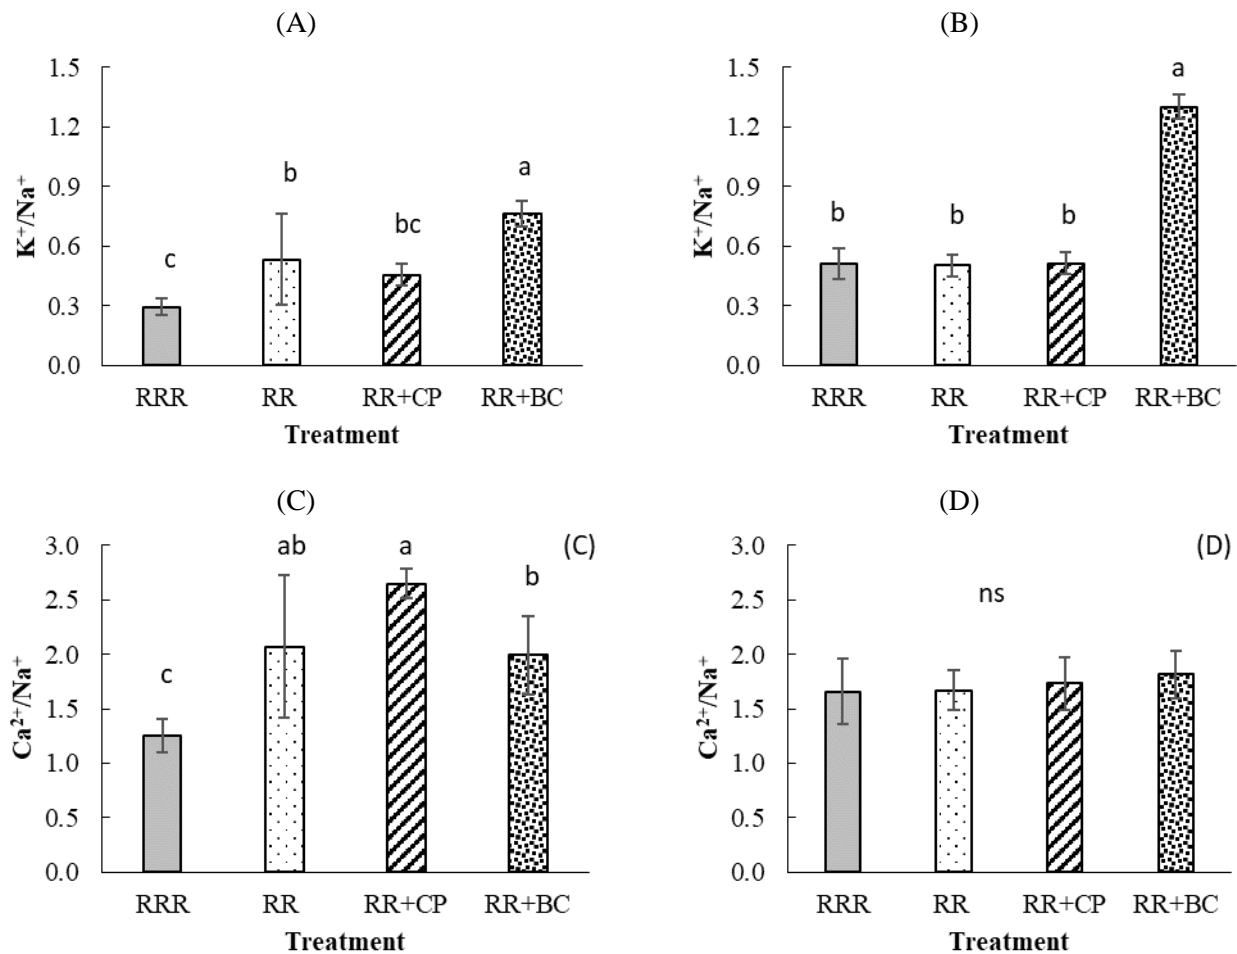 (A)
K⁺/Na⁺
1.5
1.2
0.9
0.6
0.3
0.0
c
b
bc
a
RRR RR RR+CP RR+BC
Treatment
(B)
K⁺/Na⁺
1.5
1.2
0.9
0.6
0.3
0.0
b
b
b
a
RRR RR RR+CP RR+BC
Treatment
(C)
Ca²⁺/Na⁺
3.0
2.5
2.0
1.5
1.0
0.5
0.0
c
ab
a
b
(C)
RRR RR RR+CP RR+BC
Treatment
(D)
Ca²⁺/Na⁺
3.0
2.5
2.0
1.5
1.0
0.5
0.0
ns
(D)
RRR RR RR+CP RR+BC
Treatment